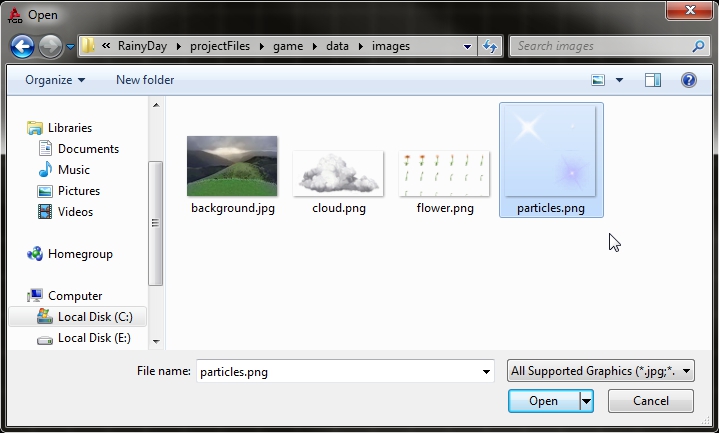 TGD Open
« RainyDay projectFiles game data images Search images
Organize New folder
Libraries
Documents
Music
Pictures
Videos
Homegroup
Computer
Local Disk (C:)
Local Disk (E:)
background.jpg cloud.png flower.png particles.png
File name: particles.png All Supported Graphics (*.jpg;*.
Open Cancel